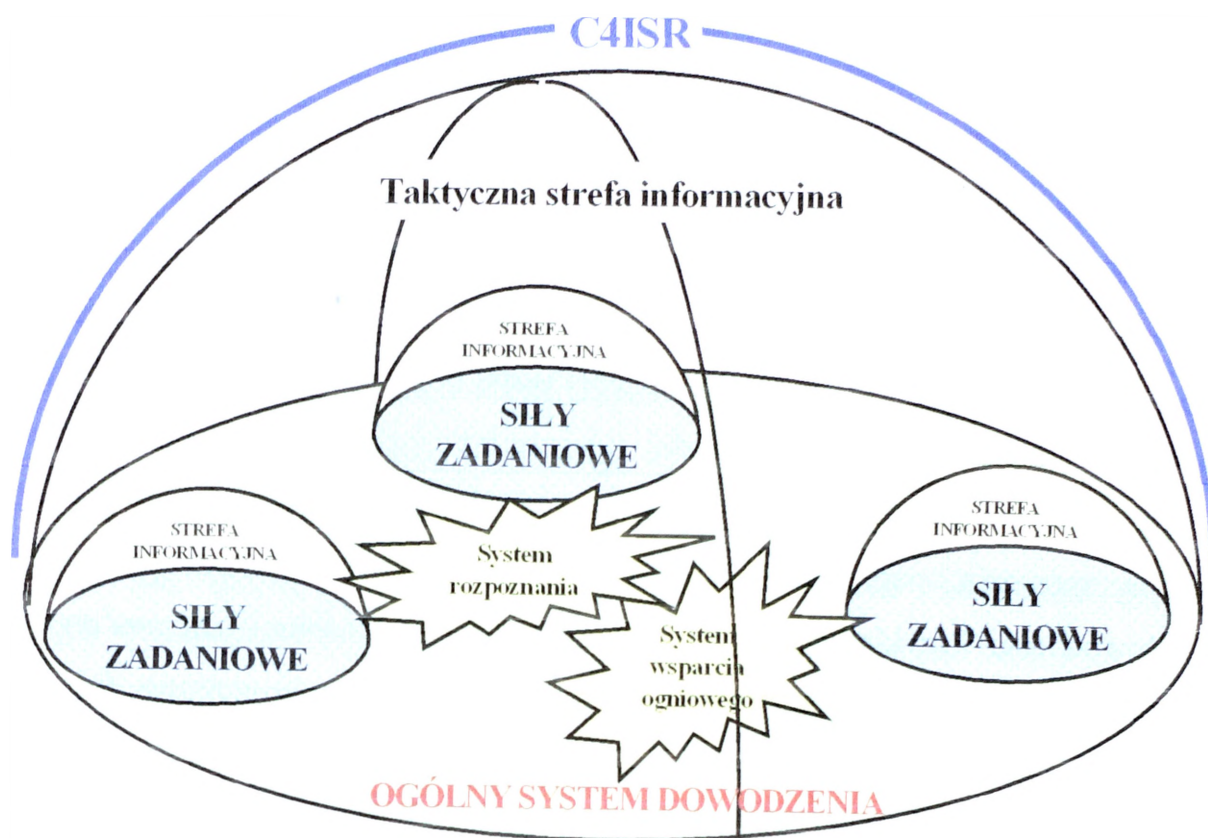 C4ISR
Taktyczna strefa informacyjna
STREFA
INFORMACYJNA
SIŁY
ZADANIOWE
STREFA
INFORMACYJNA
SIŁY
ZADANIOWE
System
rozpoznania
STREFA
INFORMACYJNA
SIŁY
ZADANIOWE
System
wsparcia
ogniowego
OGÓLNY SYSTEM DOWODZENIA